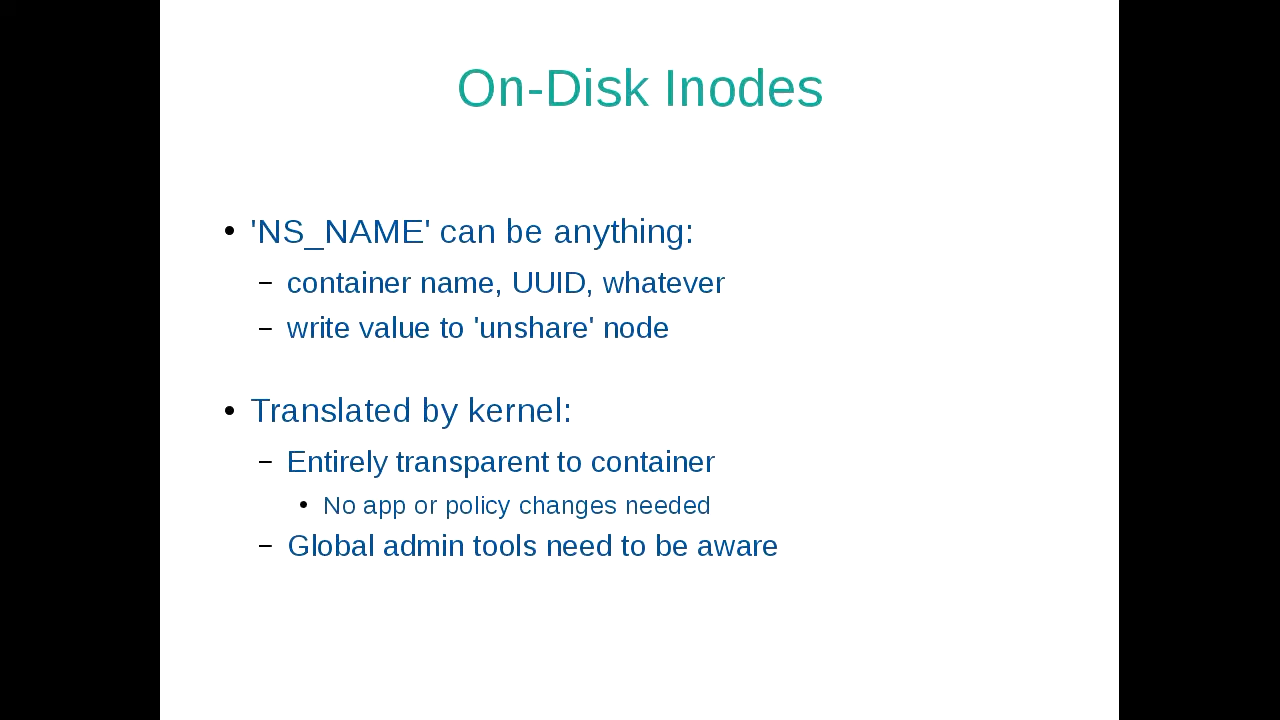 On-Disk Inodes
• 'NS_NAME' can be anything:
– container name, UUID, whatever
– write value to 'unshare' node
• Translated by kernel:
– Entirely transparent to container
• No app or policy changes needed
– Global admin tools need to be aware